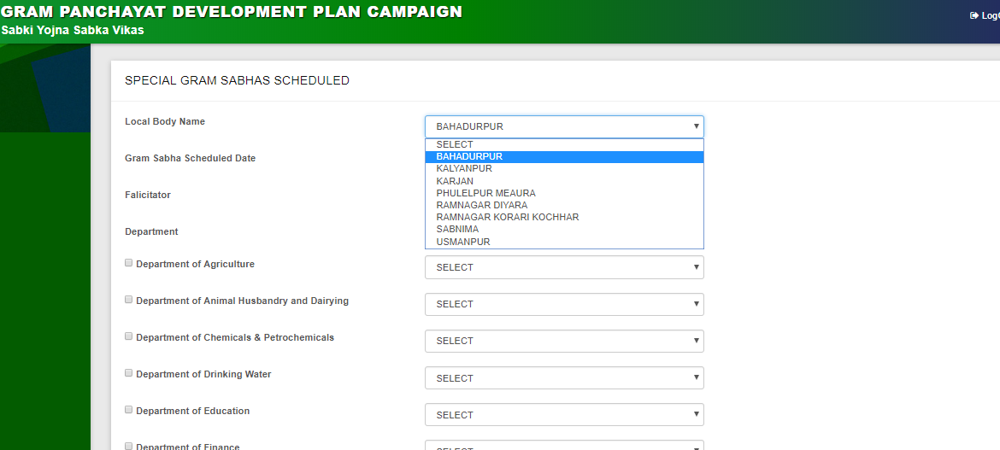 GRAM PANCHAYAT DEVELOPMENT PLAN CAMPAIGN
Sabki Yojna Sabka Vikas
SPECIAL GRAM SABHAS SCHEDULED
Local Body Name
BAHADURPUR
SELECT
BAHADURPUR
KALYANPUR
KARJAN
PHULELPUR MEAURA
RAMNAGAR DIYARA
RAMNAGAR KORARI KOCHHAR
SABNIMA
USMANPUR
Gram Sabha Scheduled Date
Falicitator
Department
Department of Agriculture SELECT
Department of Animal Husbandry and Dairying SELECT
Department of Chemicals & Petrochemicals SELECT
Department of Drinking Water SELECT
Department of Education SELECT
Department of Finance SELECT